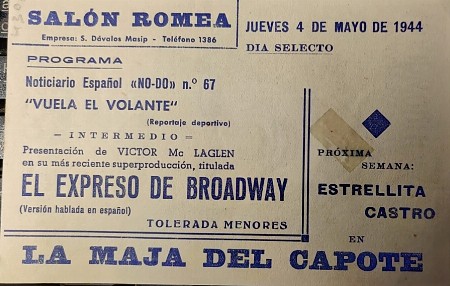 SALÓN ROMEA
Empresa: S. Dávalos Masip - Teléfono 1386
JUEVES 4 DE MAYO DE 1944
DIA SELECTO
PROGRAMA
Noticiario Español «NO-DO» n.º 67
"VUELA EL VOLANTE"
(Reportaje deportivo)
— INTERMEDIO —
Presentación de VICTOR Mc LAGLEN
en su más reciente superproducción, titulada
EL EXPRESO DE BROADWAY
(Versión hablada en español)
TOLERADA MENORES
PRÓXIMA
SEMANA:
ESTRELLITA
CASTRO
EN
LA MAJA DEL CAPOTE